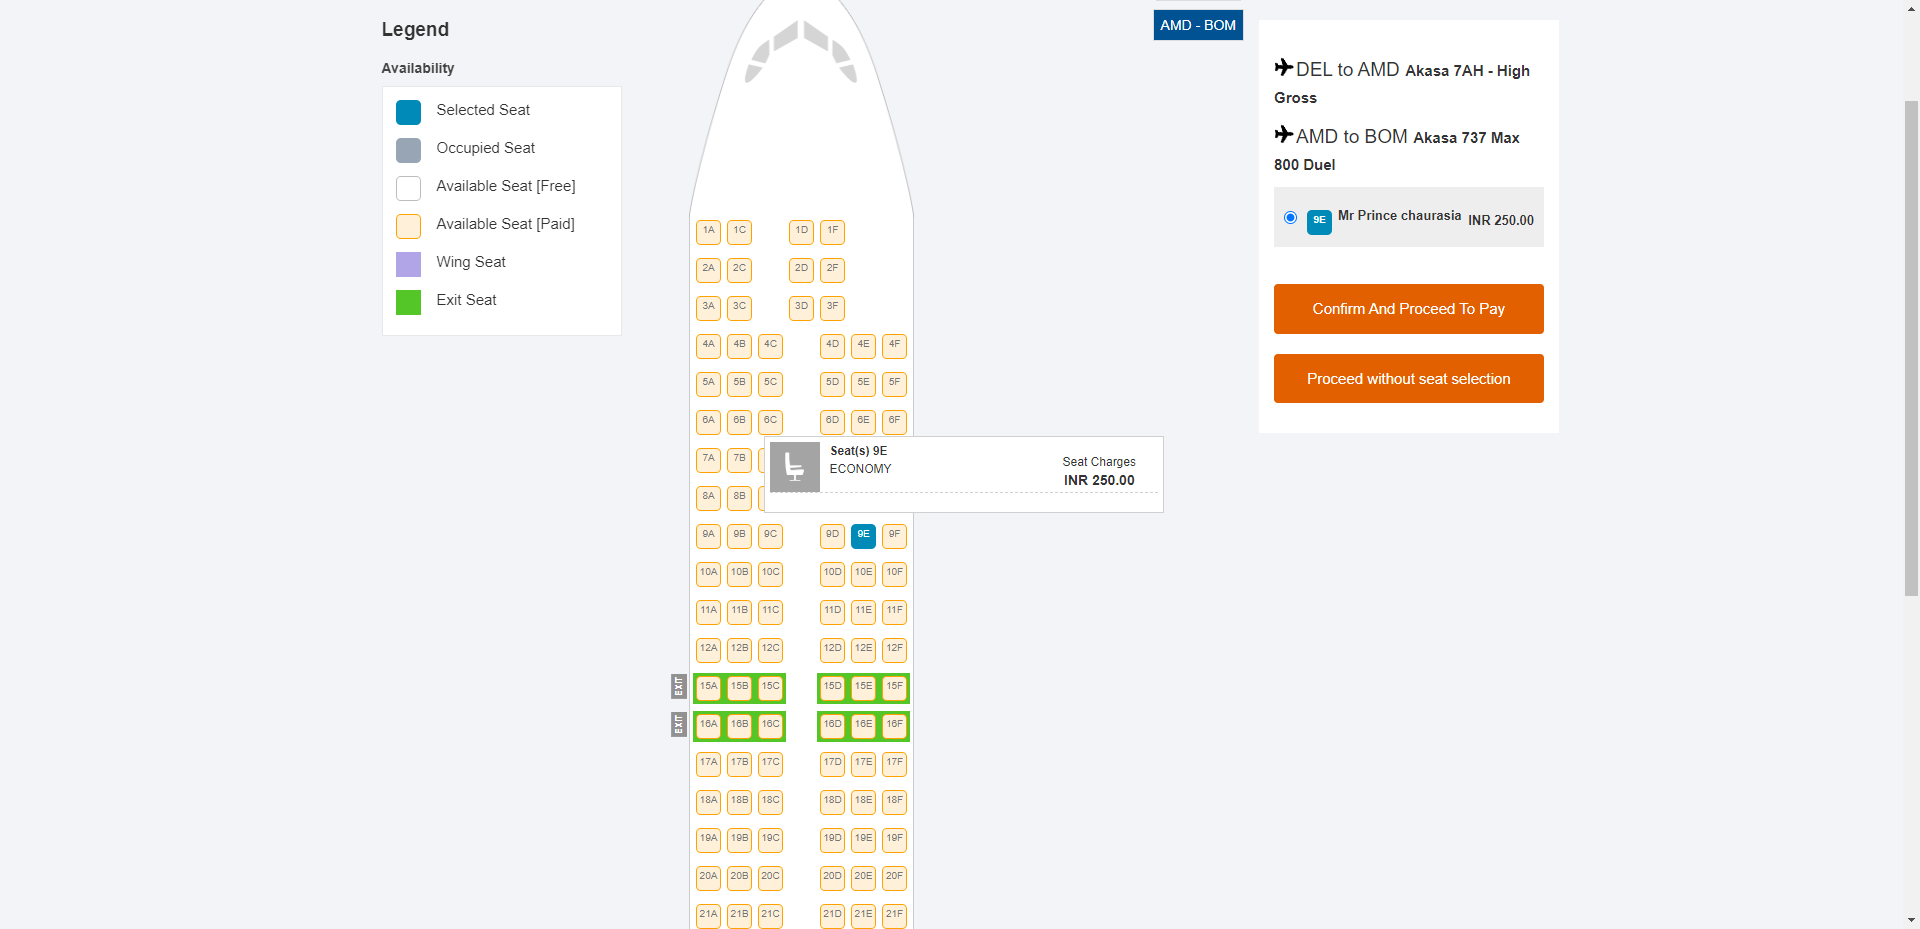 Legend
Availability
Selected Seat
Occupied Seat
Available Seat [Free]
Available Seat [Paid]
Wing Seat
Exit Seat
1A 1C 1D 1F
2A 2C 2D 2F
3A 3C 3D 3F
4A 4B 4C 4D 4E 4F
5A 5B 5C 5D 5E 5F
6A 6B 6C 6D 6E 6F
7A 7B
8A 8B
Seat(s) 9E
ECONOMY
Seat Charges
INR 250.00
9A 9B 9C 9D 9E 9F
10A 10B 10C 10D 10E 10F
11A 11B 11C 11D 11E 11F
12A 12B 12C 12D 12E 12F
EXIT 15A 15B 15C 15D 15E 15F
EXIT 16A 16B 16C 16D 16E 16F
17A 17B 17C 17D 17E 17F
18A 18B 18C 18D 18E 18F
19A 19B 19C 19D 19E 19F
20A 20B 20C 20D 20E 20F
21A 21B 21C 21D 21E 21F
AMD - BOM
DEL to AMD Akasa 7AH - High
Gross
AMD to BOM Akasa 737 Max
800 Duel
9E Mr Prince chaurasia INR 250.00
Confirm And Proceed To Pay
Proceed without seat selection